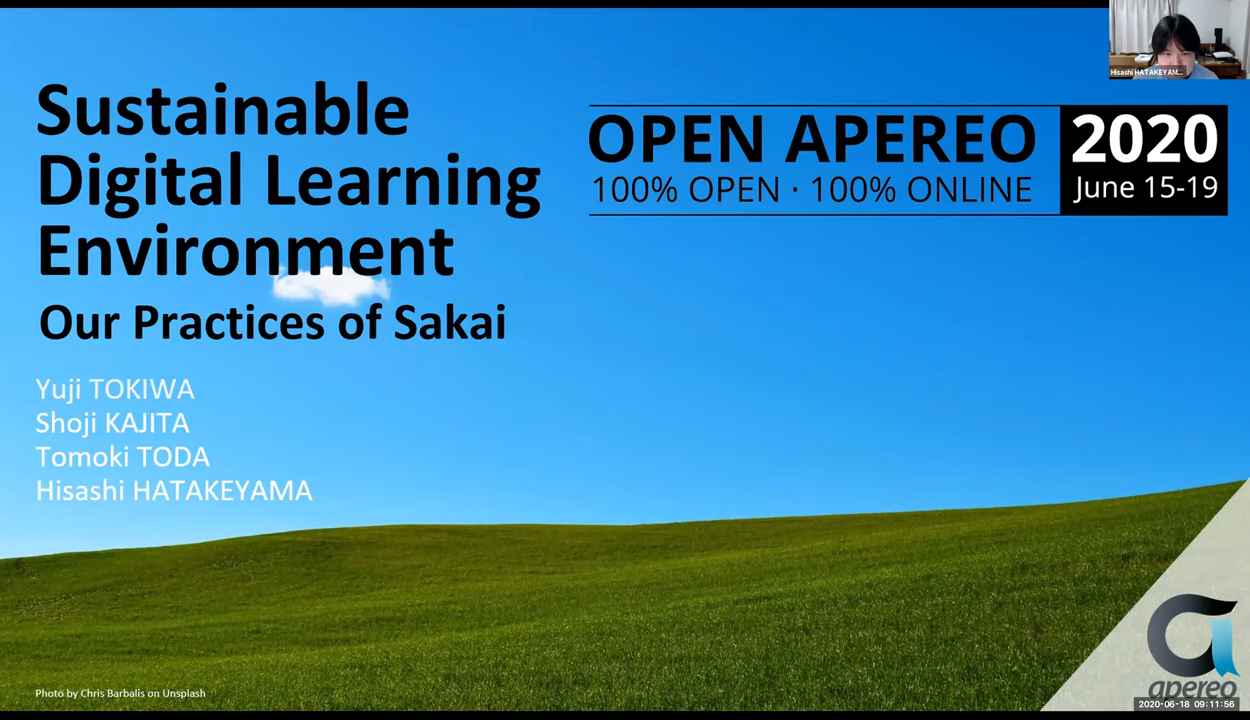 Hisashi HATAKEYAM...
Sustainable
Digital Learning
Environment
Our Practices of Sakai
OPEN APEREO
100% OPEN · 100% ONLINE
2020
June 15-19
Yuji TOKIWA
Shoji KAJITA
Tomoki TODA
Hisashi HATAKEYAMA
Photo by Chris Barbalis on Unsplash
apereo
2020-06-18 09:11:56